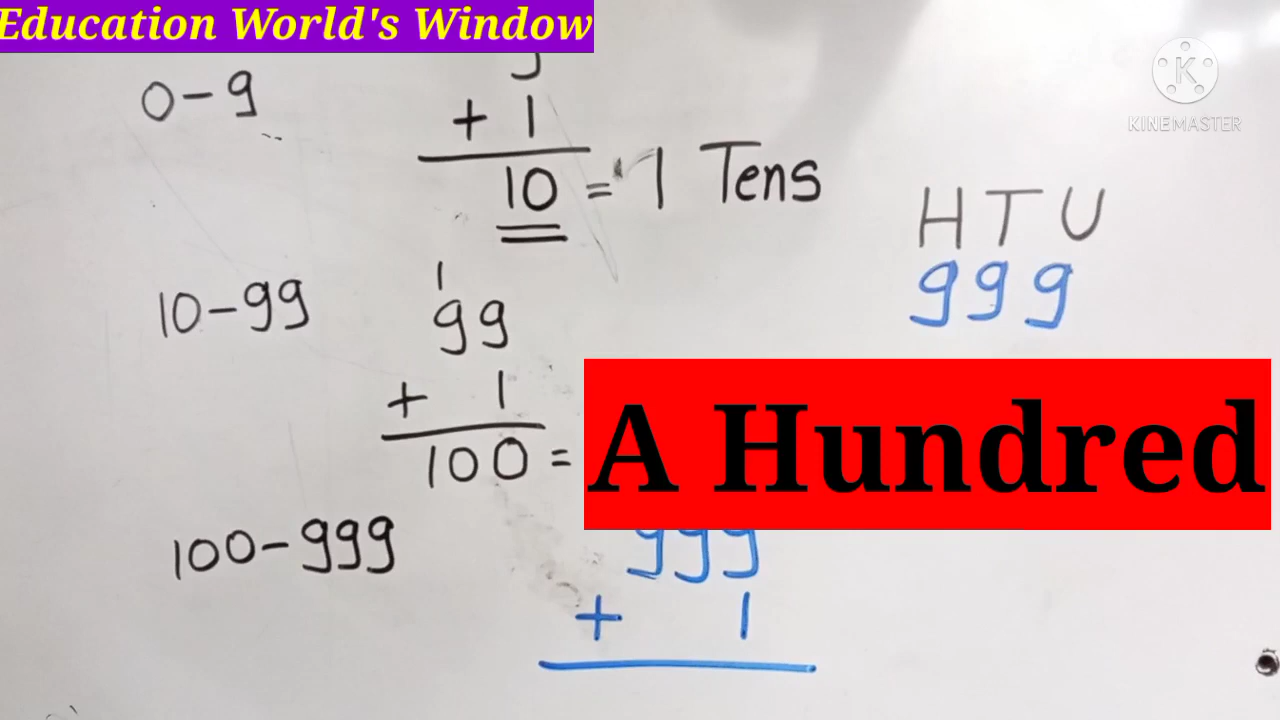 Education World's Window
KINEMASTER
0-9
+ 1
10 = 1 Tens
H T U
999
10-99
1
99
+ 1
100 =
A Hundred
100-999
999
+ 1